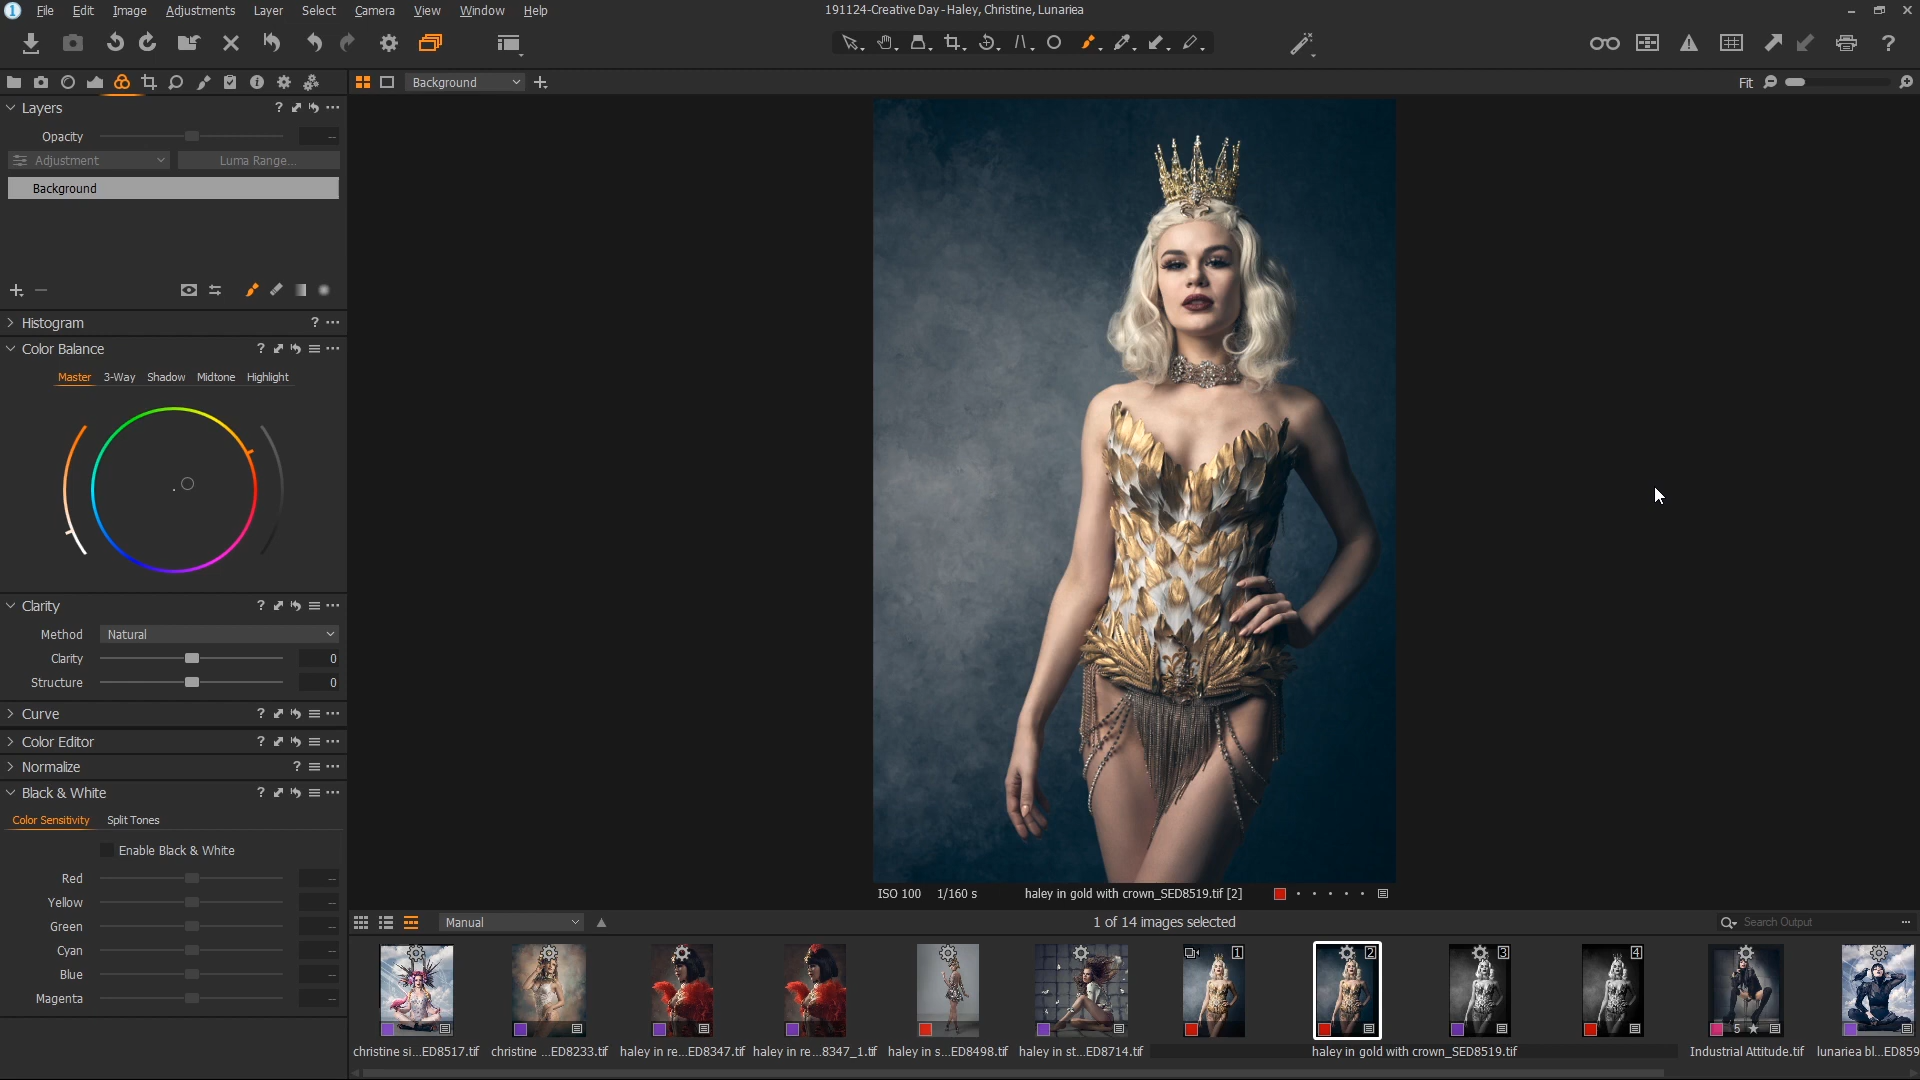 1 File Edit Image Adjustments Layer Select Camera View Window Help
191124-Creative Day - Haley, Christine, Lunariea
Background
Fit
Layers
Opacity --
Adjustment Luma Range...
Background
Histogram
Color Balance
Master 3-Way Shadow Midtone Highlight
Clarity
Method Natural
Clarity 0
Structure 0
Curve
Color Editor
Normalize
Black & White
Color Sensitivity Split Tones
Enable Black & White
Red --
Yellow --
Green --
Cyan --
Blue --
Magenta --
ISO 100 1/160 s haley in gold with crown_SED8519.tif [2]
Manual
1 of 14 images selected
Search Output
1 2 3 4
5
christine si...ED8517.tif christine ...ED8233.tif haley in re...ED8347.tif haley in re...8347_1.tif haley in s...ED8498.tif haley in st...ED8714.tif haley in gold with crown_SED8519.tif Industrial Attitude.tif lunariea bl...ED859